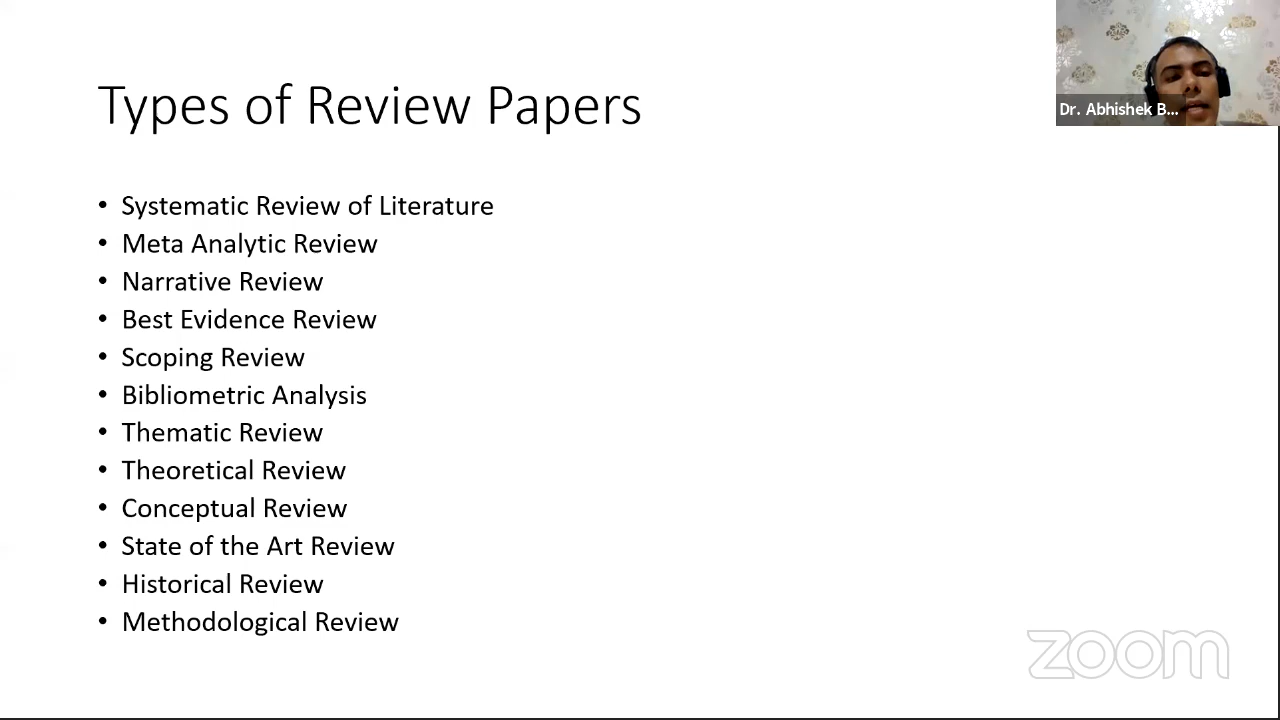 Types of Review Papers
Dr. Abhishek B...
• Systematic Review of Literature
• Meta Analytic Review
• Narrative Review
• Best Evidence Review
• Scoping Review
• Bibliometric Analysis
• Thematic Review
• Theoretical Review
• Conceptual Review
• State of the Art Review
• Historical Review
• Methodological Review
zoom